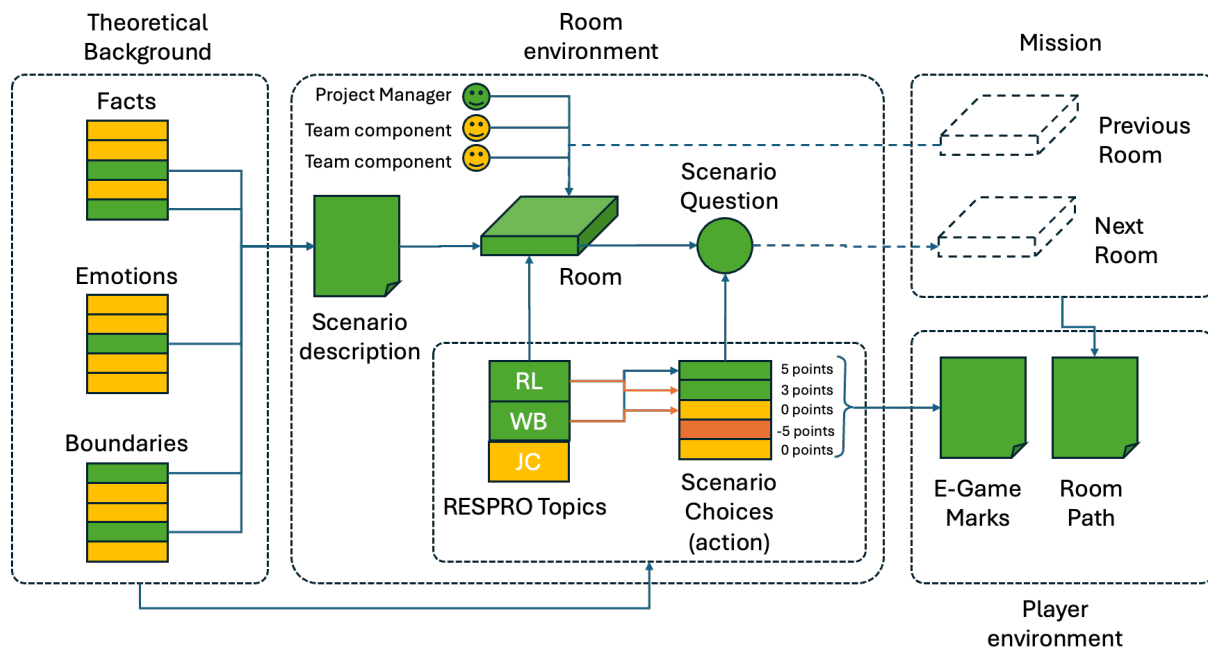 Theoretical
Background
Facts
Emotions
Boundaries
Room
environment
Project Manager
Team component
Team component
Scenario
description
Room
Scenario
Question
RL
WB
JC
RESPRO Topics
5 points
3 points
0 points
-5 points
0 points
Scenario
Choices
(action)
Mission
Previous
Room
Next
Room
E-Game
Marks
Room
Path
Player
environment